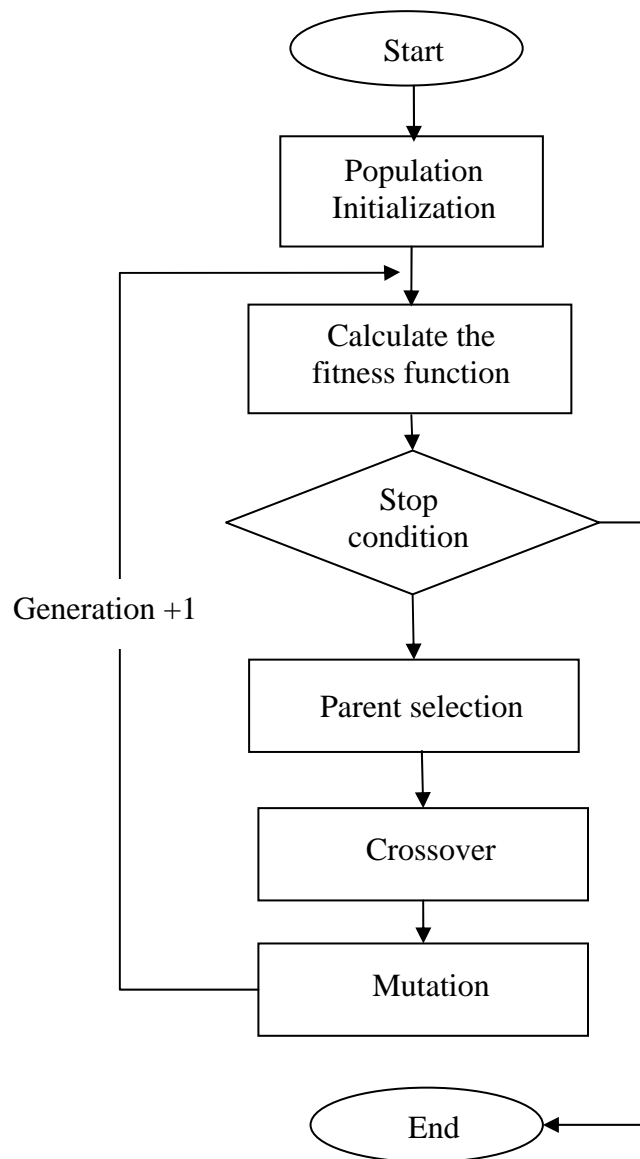 Start
Population
Initialization
Calculate the
fitness function
Stop
condition
Generation +1
Parent selection
Crossover
Mutation
End